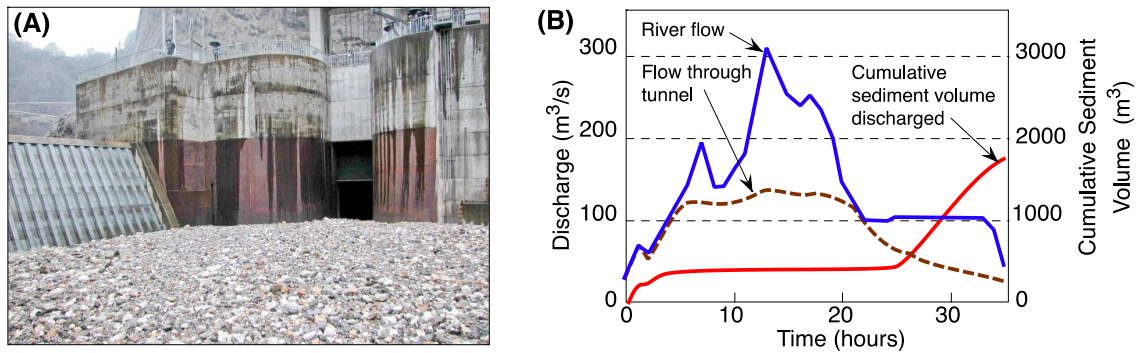 (A)
(B)
River flow
Flow through
tunnel
Cumulative
sediment volume
discharged
300
200
100
0
Discharge (m³/s)
3000
2000
1000
0
Cumulative Sediment
Volume (m³)
0
10
20
30
Time (hours)